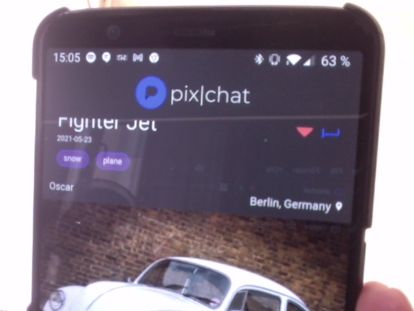 15:05
63 %
pix|chat
Fighter Jet
2021-05-23
snow
plane
Oscar
Berlin, Germany